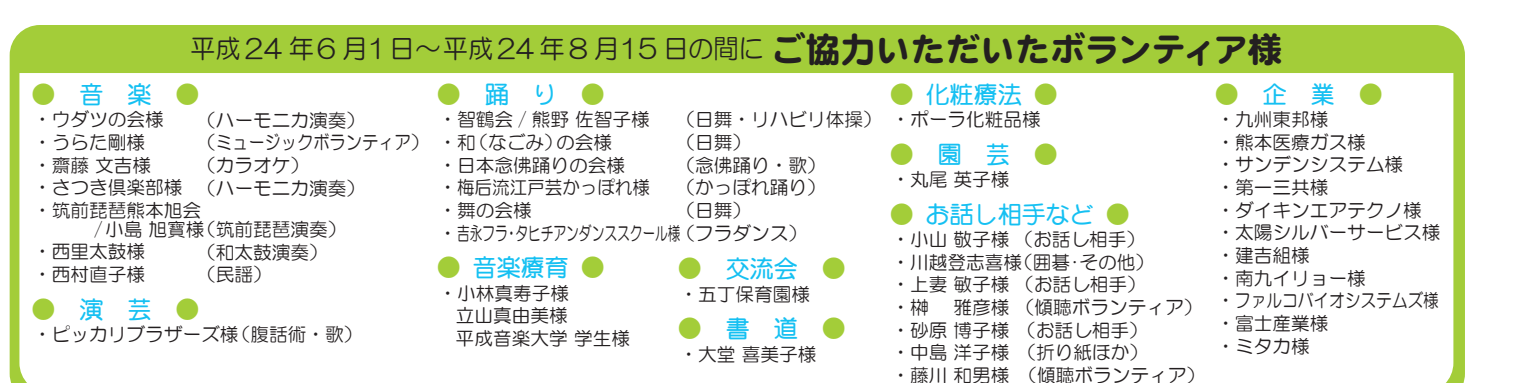 平成24年6月1日～平成24年8月15日の間に ご協力いただいたボランティア様
● 音 楽 ●
・ウダツの会様 （ハーモニカ演奏）
・うらた剛様 （ミュージックボランティア）
・齋藤 文吉様 （カラオケ）
・さつき倶楽部様 （ハーモニカ演奏）
・筑前琵琶熊本旭会
/小島 旭寳様（筑前琵琶演奏）
・西里太鼓様 （和太鼓演奏）
・西村直子様 （民謡）
● 演 芸 ●
・ピッカリブラザーズ様（腹話術・歌）
● 踊 り ●
・智鶴会 / 熊野 佐智子様 （日舞・リハビリ体操）
・和（なごみ）の会様 （日舞）
・日本念佛踊りの会様 （念佛踊り・歌）
・梅后流江戸芸かっぽれ様 （かっぽれ踊り）
・舞の会様 （日舞）
・吉永フラ・タヒチアンダンススクール様（フラダンス）
● 音楽療育 ●
・小林真寿子様
立山真由美様
平成音楽大学 学生様
● 交流会 ●
・五丁保育園様
● 書 道 ●
・大堂 喜美子様
● 化粧療法 ●
・ポーラ化粧品様
● 園 芸 ●
・丸尾 英子様
● お話し相手など ●
・小山 敬子様 （お話し相手）
・川越登志喜様（囲碁･その他）
・上妻 敏子様 （お話し相手）
・榊 雅彦様 （傾聴ボランティア）
・砂原 博子様 （お話し相手）
・中島 洋子様 （折り紙ほか）
・藤川 和男様 （傾聴ボランティア）
● 企 業 ●
・九州東邦様
・熊本医療ガス様
・サンデンシステム様
・第一三共様
・ダイキンエアテクノ様
・太陽シルバーサービス様
・建吉組様
・南九イリョー様
・ファルコバイオシステムズ様
・富士産業様
・ミタカ様